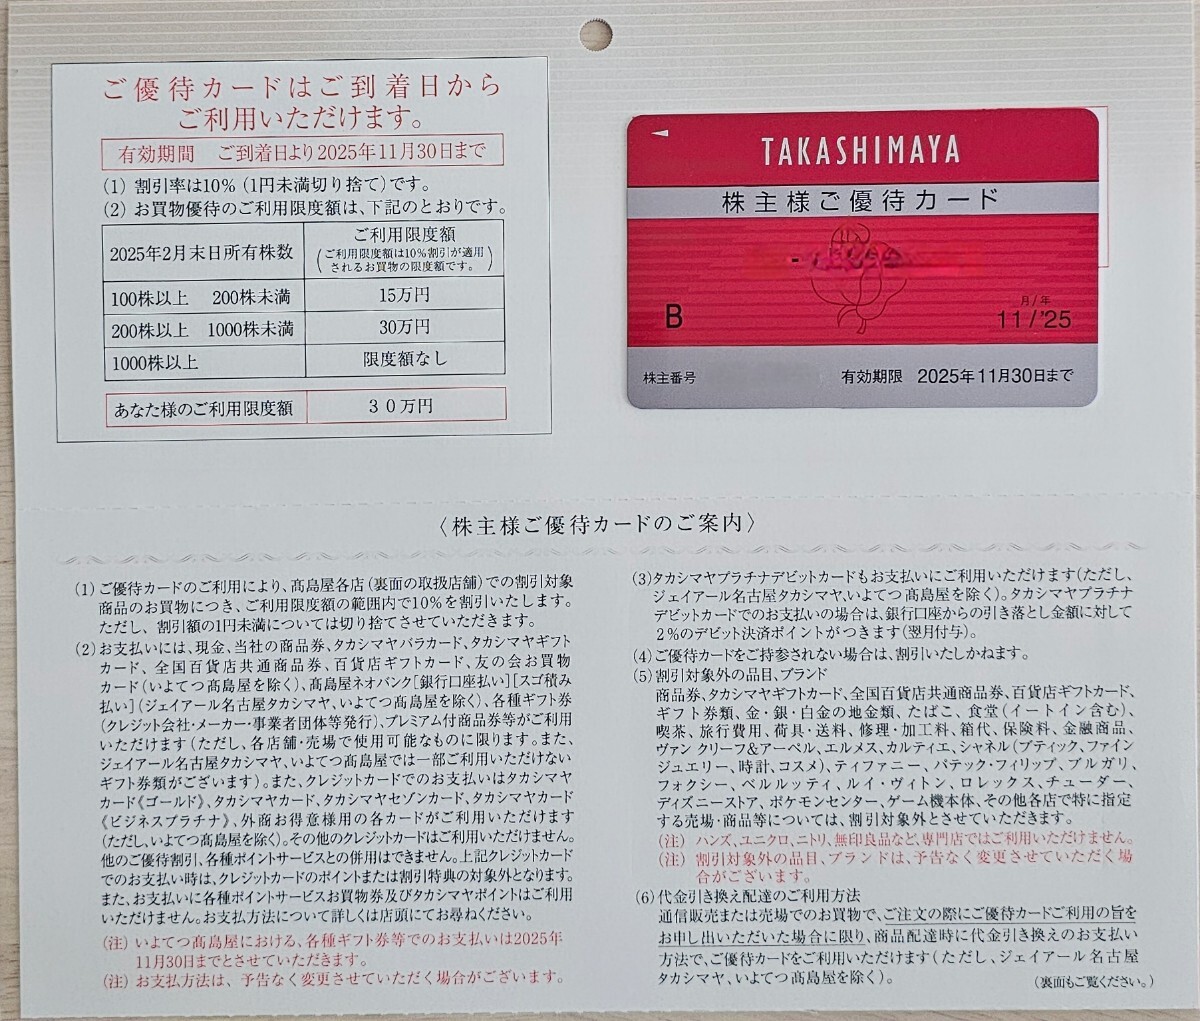 ご優待カードはご到着日から
ご利用いただけます。
有効期間　ご到着日より2025年11月30日まで
(1) 割引率は10% (1円未満切り捨て)です。
(2) お買物優待のご利用限度額は、下記のとおりです。
2025年2月末日所有株数
ご利用限度額
(ご利用限度額は10%割引が適用
されるお買物の限度額です。)
100株以上　200株未満　15万円
200株以上　1000株未満　30万円
1000株以上　限度額なし
あなた様のご利用限度額　３０万円
TAKASHIMAYA
株主様ご優待カード
B
月/年
11/'25
株主番号
有効期限 2025年11月30日まで
〈株主様ご優待カードのご案内〉
(1)ご優待カードのご利用により、髙島屋各店(裏面の取扱店舗)での割引対象
商品のお買物につき、ご利用限度額の範囲内で10%を割引いたします。
ただし、割引額の1円未満については切り捨てさせていただきます。
(2)お支払いには、現金、当社の商品券、タカシマヤバラカード、タカシマヤギフト
カード、全国百貨店共通商品券、百貨店ギフトカード、友の会お買物
カード(いよてつ髙島屋を除く)、髙島屋ネオバンク[銀行口座払い][スゴ積み
払い](ジェイアール名古屋タカシマヤ、いよてつ髙島屋を除く)、各種ギフト券
(クレジット会社・メーカー・事業者団体等発行)、プレミアム付商品券等がご利用
いただけます(ただし、各店舗・売場で使用可能なものに限ります。また、
ジェイアール名古屋タカシマヤ、いよてつ髙島屋では一部ご利用いただけない
ギフト券類がございます)。また、クレジットカードでのお支払いはタカシマヤ
カード《ゴールド》、タカシマヤカード、タカシマヤセゾンカード、タカシマヤカード
《ビジネスプラチナ》、外商お得意様用の各カードがご利用いただけます
(ただし、いよてつ髙島屋を除く)。その他のクレジットカードはご利用いただけません。
他のご優待割引、各種ポイントサービスとの併用はできません。上記クレジットカード
でのお支払い時は、クレジットカードのポイントまたは割引特典の対象外となります。
また、お支払いに各種ポイントサービスお買物券及びタカシマヤポイントはご利用
いただけません。お支払方法について詳しくは店頭にてお尋ねください。
(注) いよてつ髙島屋における、各種ギフト券等でのお支払いは2025年
11月30日までとさせていただきます。
(注) お支払方法は、予告なく変更させていただく場合がございます。
(3)タカシマヤプラチナデビットカードもお支払いにご利用いただけます(ただし、
ジェイアール名古屋タカシマヤ、いよてつ髙島屋を除く)。タカシマヤプラチナ
デビットカードでのお支払いの場合は、銀行口座からの引き落とし金額に対して
2％のデビット決済ポイントがつきます(翌月付与)。
(4)ご優待カードをご持参されない場合は、割引いたしかねます。
(5)割引対象外の品目、ブランド
商品券、タカシマヤギフトカード、全国百貨店共通商品券、百貨店ギフトカード、
ギフト券類、金・銀・白金の地金類、たばこ、食堂(イートイン含む)、
喫茶、旅行費用、荷具・送料、修理・加工料、箱代、保険料、金融商品、
ヴァン クリーフ&アーペル、エルメス、カルティエ、シャネル(ブティック、ファイン
ジュエリー、時計、コスメ)、ティファニー、パテック・フィリップ、ブルガリ、
フォクシー、ベルルッティ、ルイ・ヴィトン、ロレックス、チューダー、
ディズニーストア、ポケモンセンター、ゲーム機本体、その他各店で特に指定
する売場・商品等については、割引対象外とさせていただきます。
(注) ハンズ、ユニクロ、ニトリ、無印良品など、専門店ではご利用いただけません。
(注) 割引対象外の品目、ブランドは、予告なく変更させていただく場
合がございます。
(6)代金引き換え配達のご利用方法
通信販売または売場でのお買物で、ご注文の際にご優待カードご利用の旨を
お申し出いただいた場合に限り、商品配達時に代金引き換えのお支払い
方法で、ご優待カードをご利用いただけます(ただし、ジェイアール名古屋
タカシマヤ、いよてつ髙島屋を除く)。
(裏面もご覧ください。)